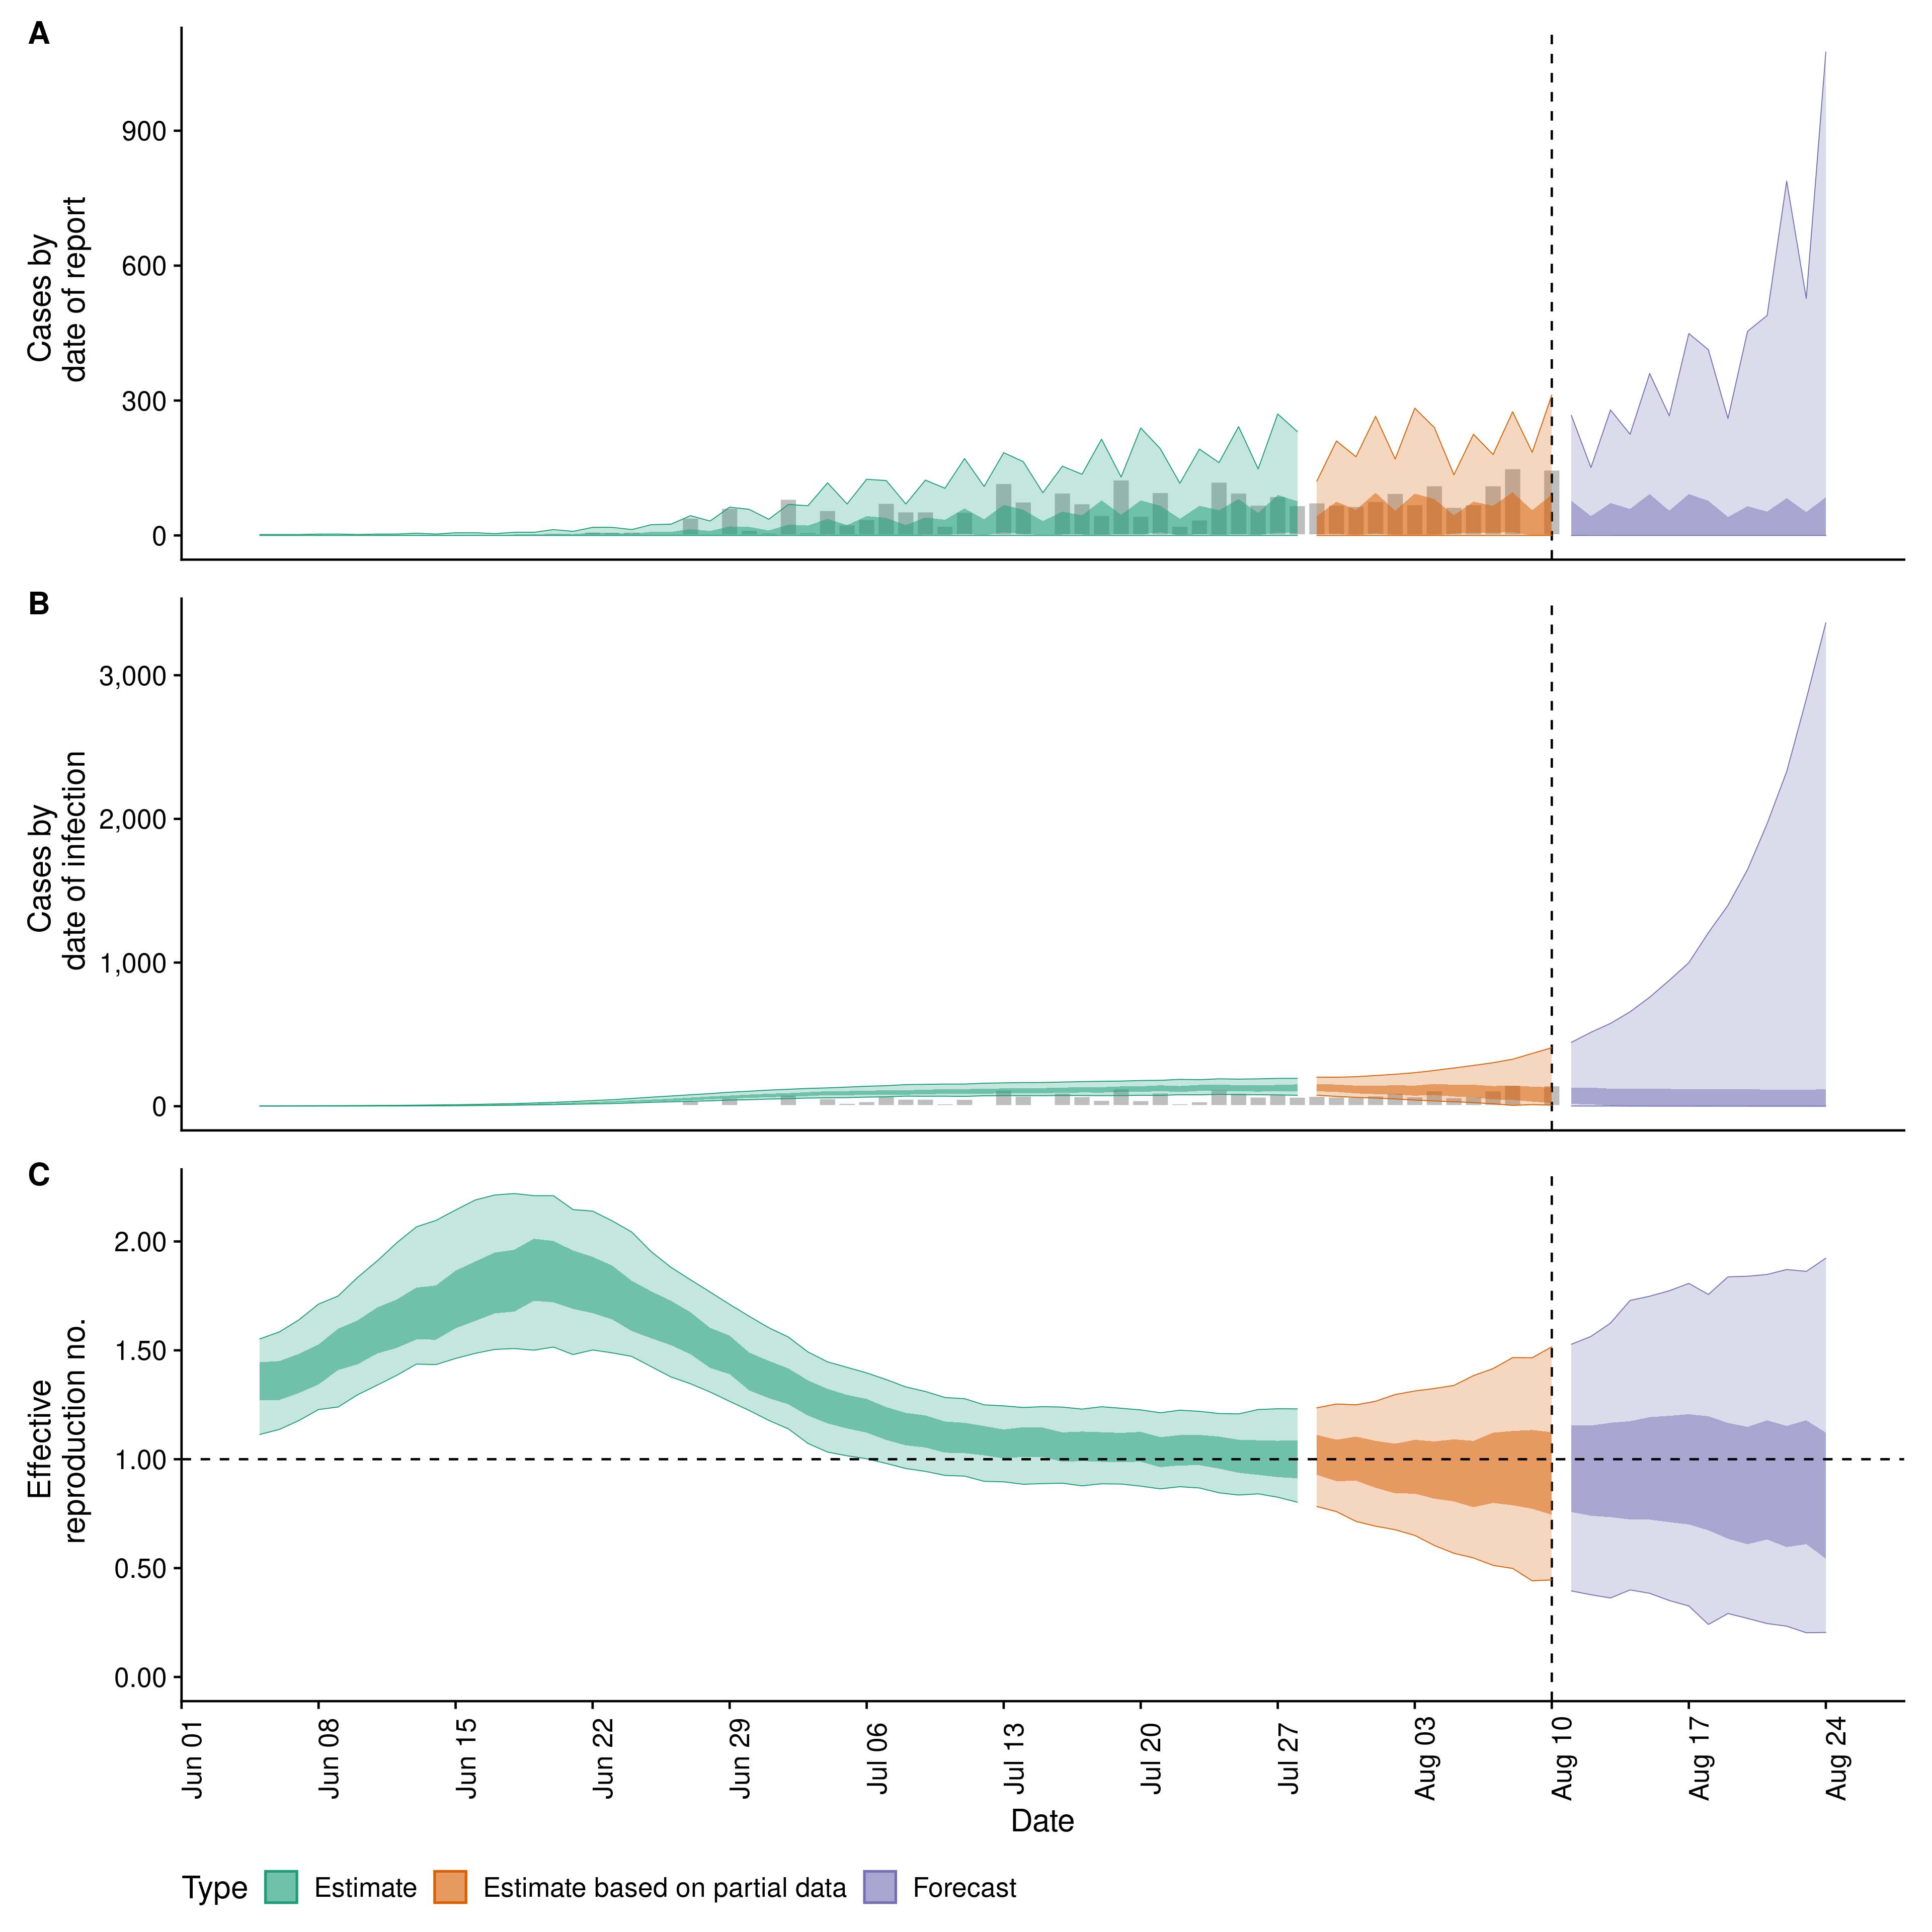 A
Cases by
date of report
900
600
300
0
B
Cases by
date of infection
3,000
2,000
1,000
0
C
Effective
reproduction no.
2.00
1.50
1.00
0.50
0.00
Jun 01
Jun 08
Jun 15
Jun 22
Jun 29
Jul 06
Jul 13
Jul 20
Jul 27
Aug 03
Aug 10
Aug 17
Aug 24
Date
Type Estimate Estimate based on partial data Forecast